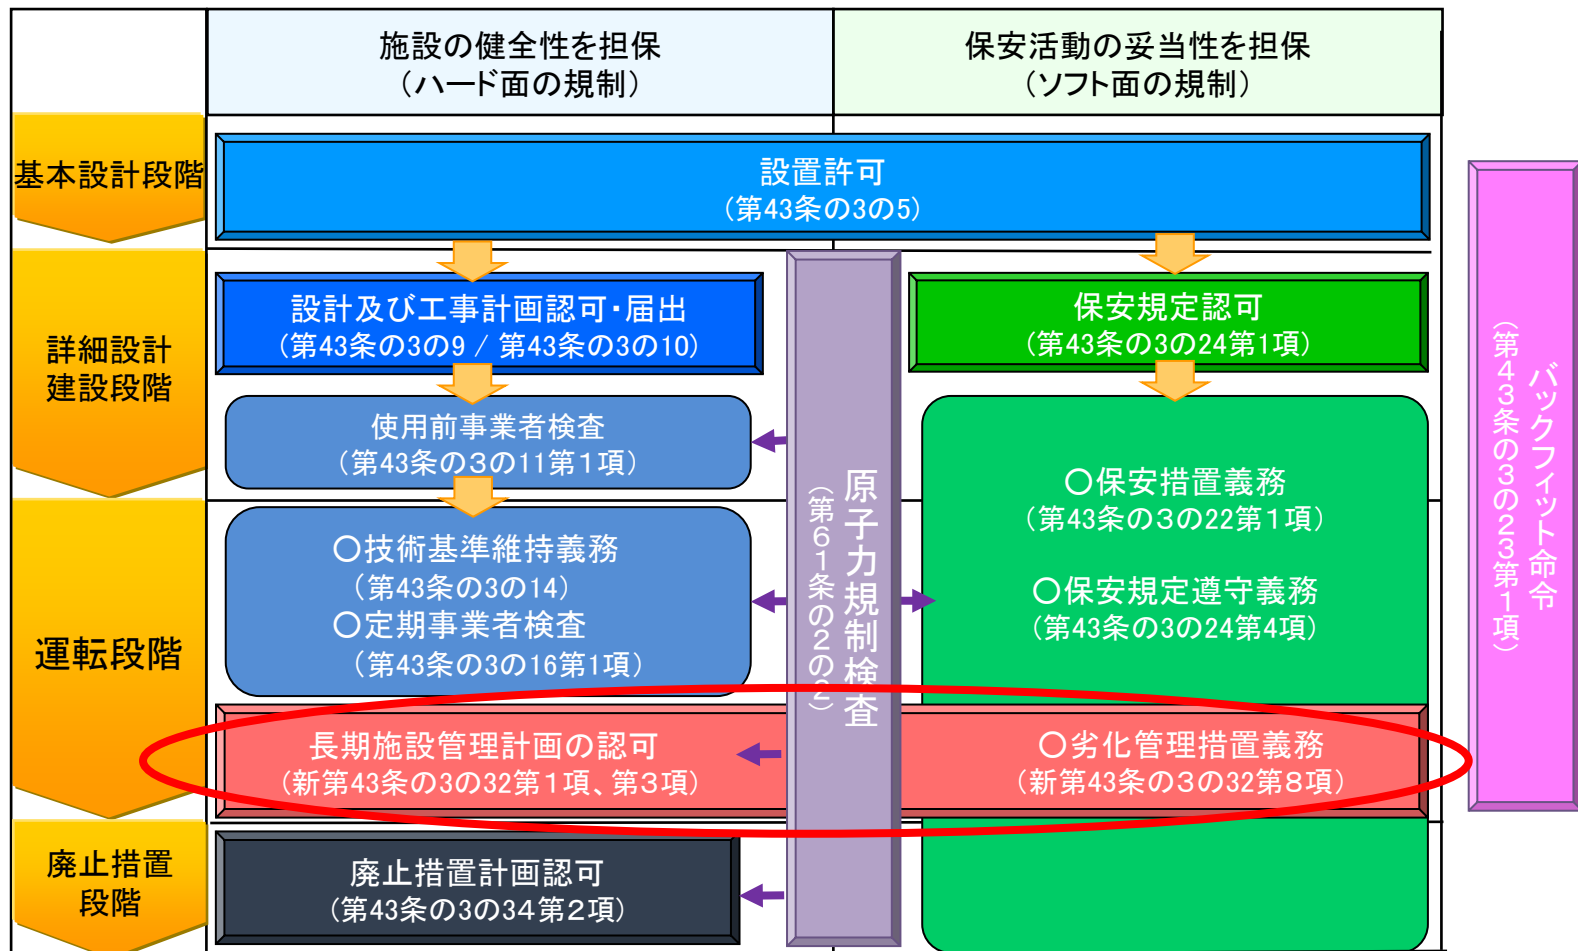 施設の健全性を担保
（ハード面の規制）
保安活動の妥当性を担保
（ソフト面の規制）
基本設計段階
設置許可
（第43条の3の5）
詳細設計
建設段階
設計及び工事計画認可・届出
（第43条の3の9 / 第43条の3の10）
保安規定認可
（第43条の3の24第1項）
使用前事業者検査
（第43条の３の11第１項）
運転段階
〇技術基準維持義務
（第43条の3の14）
〇定期事業者検査
（第43条の3の16第1項）
原子力規制検査
（第６１条の２の２）
〇保安措置義務
（第43条の３の22第１項）
〇保安規定遵守義務
（第43条の3の24第4項）
長期施設管理計画の認可
（新第43条の3の32第１項、第３項）
〇劣化管理措置義務
（新第43条の３の32第８項）
廃止措置
段階
廃止措置計画認可
（第43条の3の34第２項）
バックフィット命令
（第４３条の３の２３第１項）